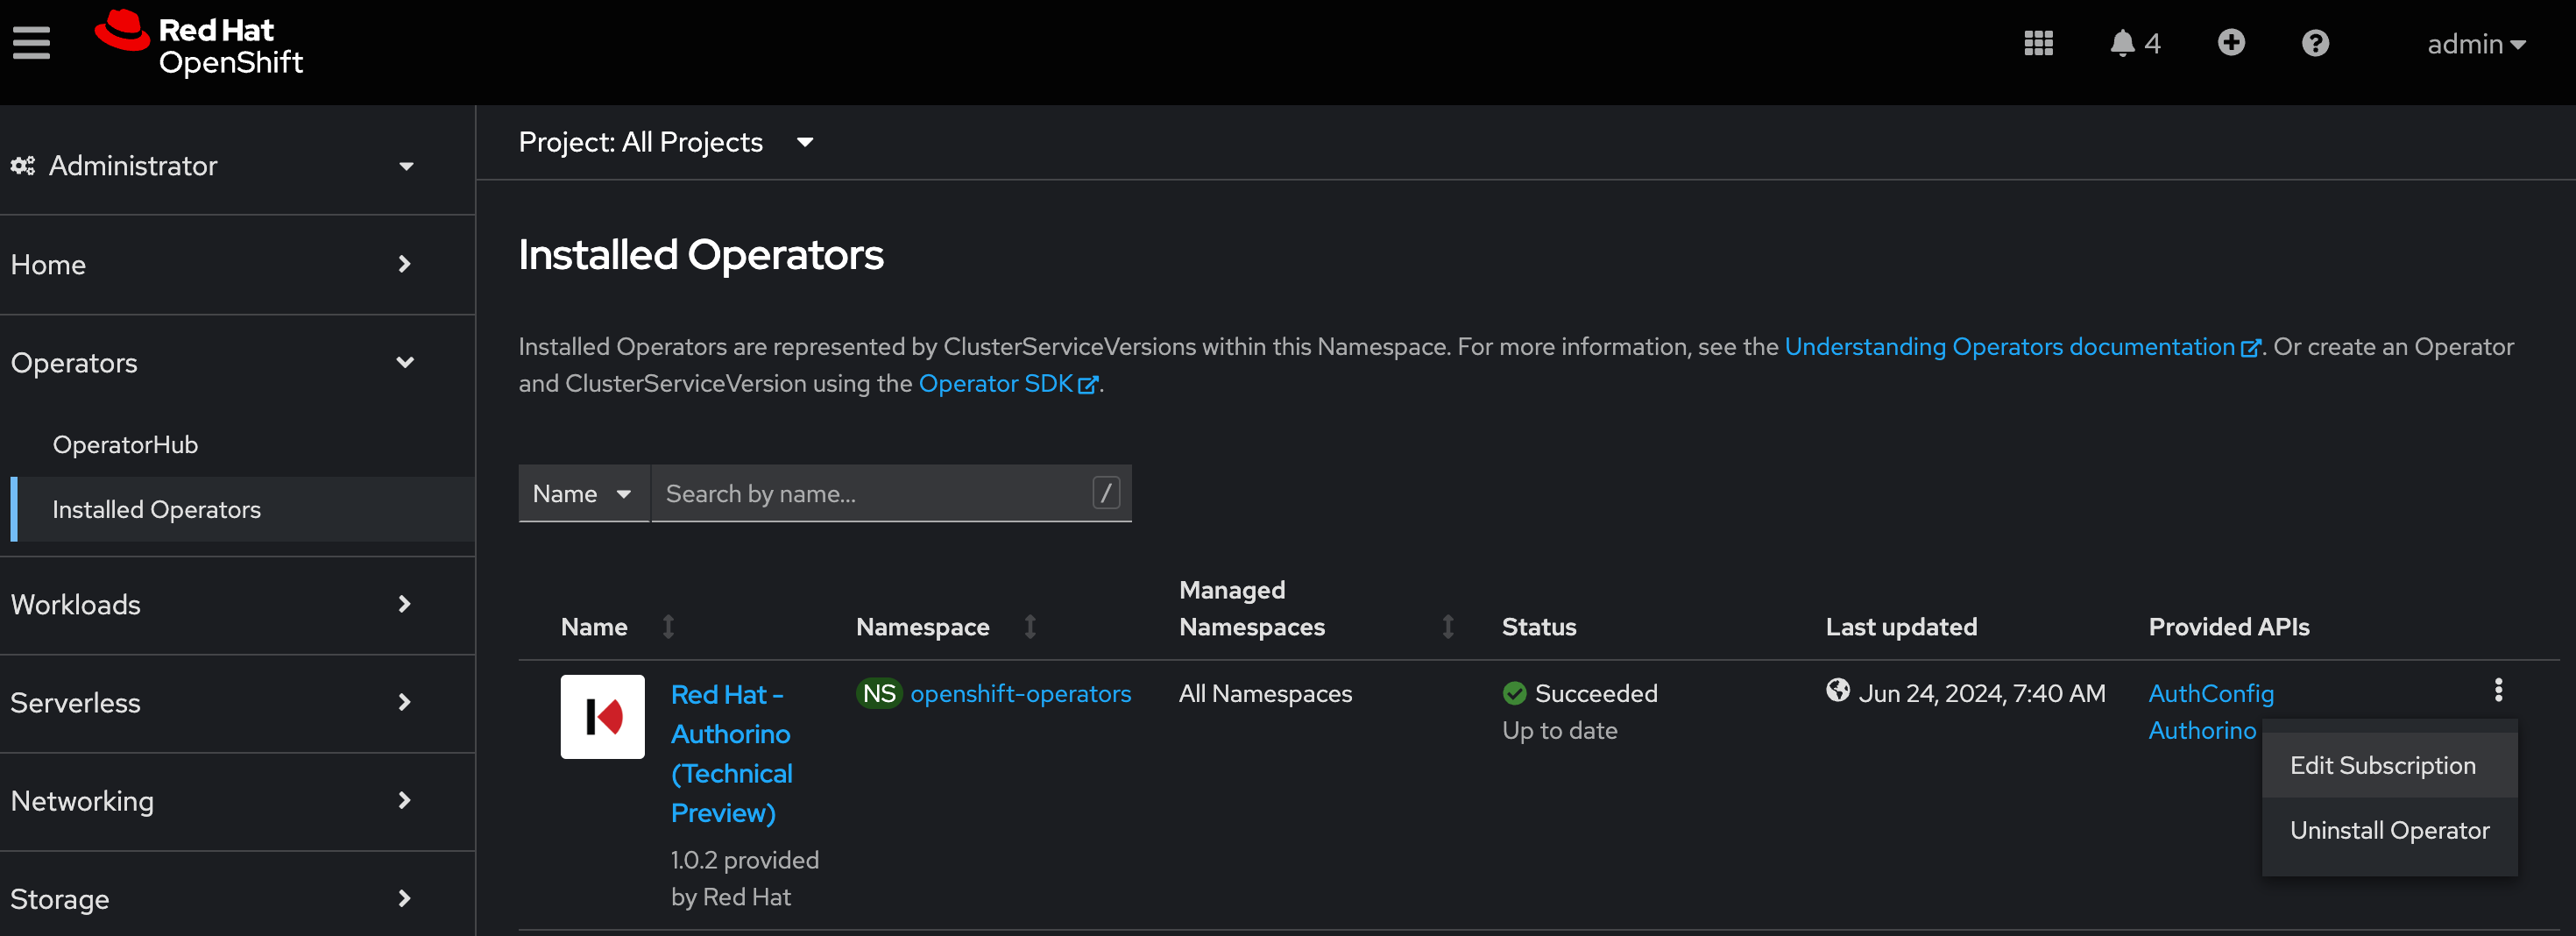 Red Hat
OpenShift
4
admin
Administrator
Home
Operators
OperatorHub
Installed Operators
Workloads
Serverless
Networking
Storage
Project: All Projects
Installed Operators
Installed Operators are represented by ClusterServiceVersions within this Namespace. For more information, see the Understanding Operators documentation. Or create an Operator
and ClusterServiceVersion using the Operator SDK.
Name
Search by name...
/
Name
Namespace
Managed
Namespaces
Status
Last updated
Provided APIs
Red Hat -
Authorino
(Technical
Preview)
1.0.2 provided
by Red Hat
NS openshift-operators
All Namespaces
Succeeded
Up to date
Jun 24, 2024, 7:40 AM
AuthConfig
Authorino
Edit Subscription
Uninstall Operator